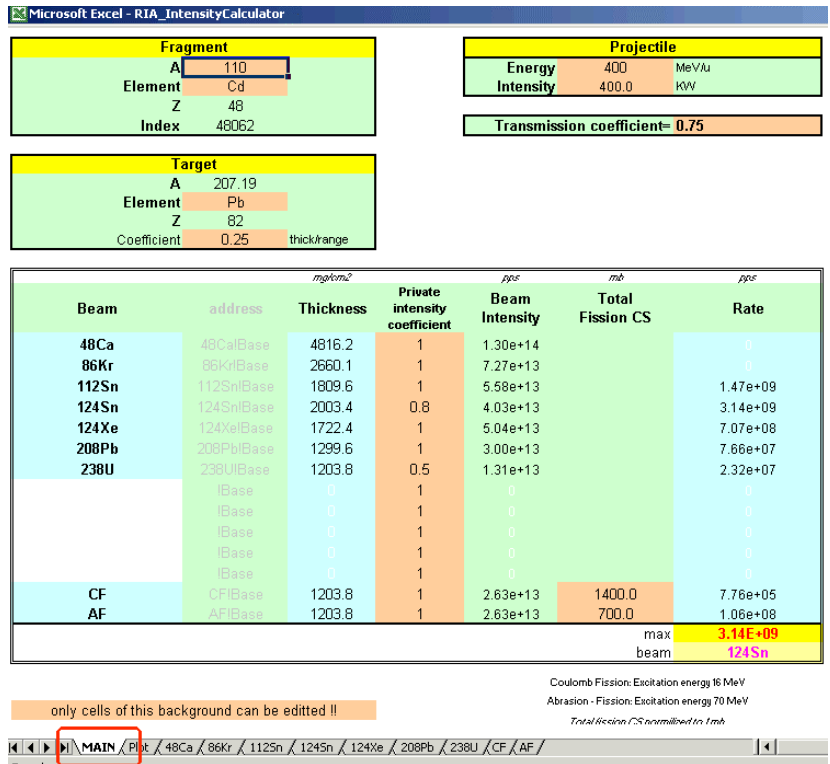 Microsoft Excel - RIA_IntensityCalculator
Fragment
A 110
Element Cd
Z 48
Index 48062
Projectile
Energy 400 MeV/u
Intensity 400.0 KW
Transmission coefficient= 0.75
Target
A 207.19
Element Pb
Z 82
Coefficient 0.25 thick/range
mg/cm2 pps mb pps
Beam address Thickness Private intensity coefficient Beam Intensity Total Fission CS Rate
48Ca 48Ca!Base 4816.2 1 1.30e+14 0
86Kr 86Kr!Base 2660.1 1 7.27e+13 0
112Sn 112Sn!Base 1809.6 1 5.58e+13 1.47e+09
124Sn 124Sn!Base 2003.4 0.8 4.03e+13 3.14e+09
124Xe 124Xe!Base 1722.4 1 5.04e+13 7.07e+08
208Pb 208Pb!Base 1299.6 1 3.00e+13 7.66e+07
238U 238U!Base 1203.8 0.5 1.31e+13 2.32e+07
!Base 0 1 0 0
!Base 0 1 0 0
!Base 0 1 0 0
!Base 0 1 0 0
!Base 0 1 0 0
CF CF!Base 1203.8 1 2.63e+13 1400.0 7.76e+05
AF AF!Base 1203.8 1 2.63e+13 700.0 1.06e+08
max 3.14E+09
beam 124Sn
Coulomb Fission: Excitation energy 16 MeV
Abrasion - Fission: Excitation energy 70 MeV
Total fission CS normilized to 1 mb
only cells of this background can be editted !!
MAIN / Plot / 48Ca / 86Kr / 112Sn / 124Sn / 124Xe / 208Pb / 238U / CF / AF /